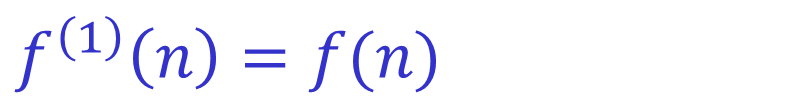 f⁽¹⁾(n) = f(n)